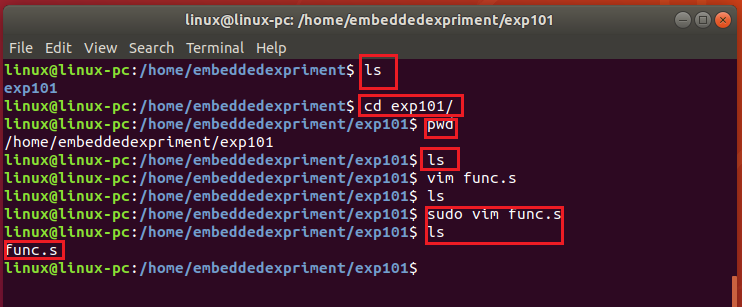 linux@linux-pc: /home/embeddedexpriment/exp101
File Edit View Search Terminal Help
linux@linux-pc:/home/embeddedexpriment$ ls
exp101
linux@linux-pc:/home/embeddedexpriment$ cd exp101/
linux@linux-pc:/home/embeddedexpriment/exp101$ pwd
/home/embeddedexpriment/exp101
linux@linux-pc:/home/embeddedexpriment/exp101$ ls
linux@linux-pc:/home/embeddedexpriment/exp101$ vim func.s
linux@linux-pc:/home/embeddedexpriment/exp101$ ls
linux@linux-pc:/home/embeddedexpriment/exp101$ sudo vim func.s
linux@linux-pc:/home/embeddedexpriment/exp101$ ls
func.s
linux@linux-pc:/home/embeddedexpriment/exp101$